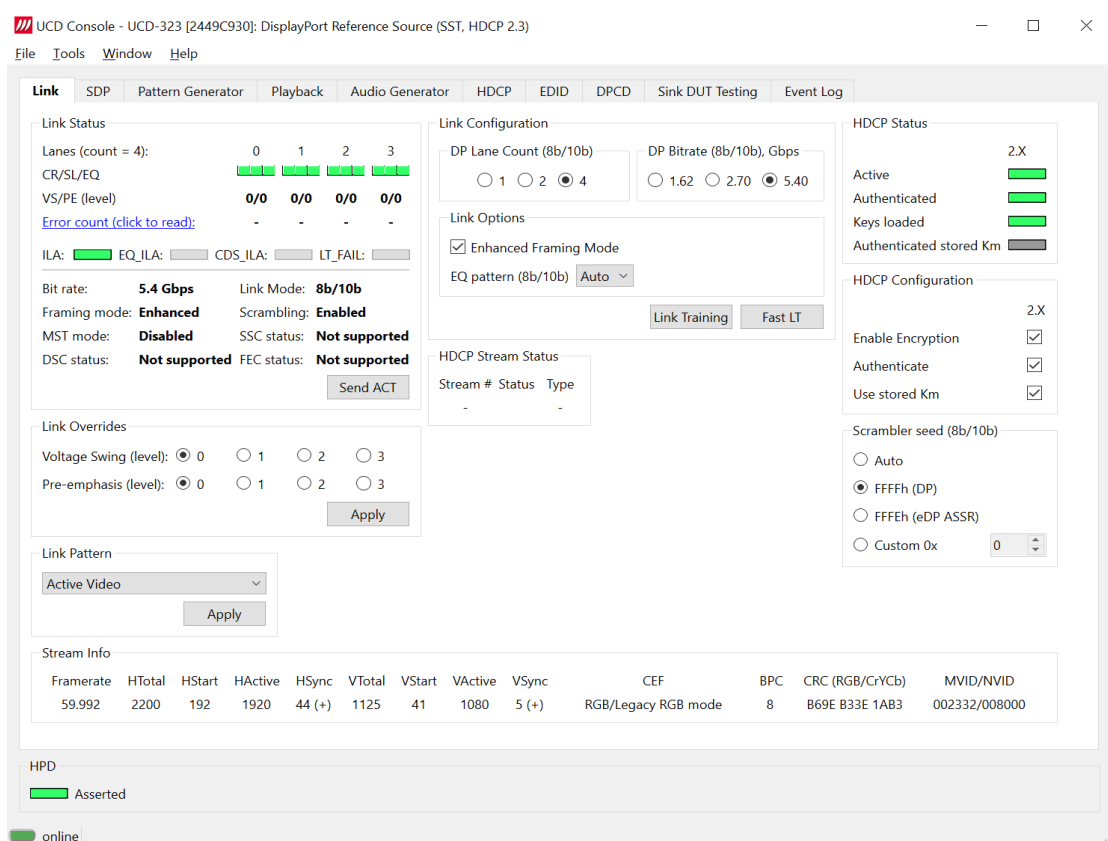 UCD Console - UCD-323 [2449C930]: DisplayPort Reference Source (SST, HDCP 2.3)
File Tools Window Help
Link SDP Pattern Generator Playback Audio Generator HDCP EDID DPCD Sink DUT Testing Event Log
Link Status
Lanes (count = 4): 0 1 2 3
CR/SL/EQ
VS/PE (level) 0/0 0/0 0/0 0/0
Error count (click to read): - - - -
ILA: EQ_ILA: CDS_ILA: LT_FAIL:
Bit rate: 5.4 Gbps Link Mode: 8b/10b
Framing mode: Enhanced Scrambling: Enabled
MST mode: Disabled SSC status: Not supported
DSC status: Not supported FEC status: Not supported
Send ACT
Link Overrides
Voltage Swing (level): 0 1 2 3
Pre-emphasis (level): 0 1 2 3
Apply
Link Pattern
Active Video
Apply
Link Configuration
DP Lane Count (8b/10b)
1 2 4
DP Bitrate (8b/10b), Gbps
1.62 2.70 5.40
Link Options
Enhanced Framing Mode
EQ pattern (8b/10b) Auto
Link Training Fast LT
HDCP Stream Status
Stream # Status Type
- -
HDCP Status
2.X
Active
Authenticated
Keys loaded
Authenticated stored Km
HDCP Configuration
2.X
Enable Encryption
Authenticate
Use stored Km
Scrambler seed (8b/10b)
Auto
FFFFh (DP)
FFFEh (eDP ASSR)
Custom 0x 0
Stream Info
Framerate HTotal HStart HActive HSync VTotal VStart VActive VSync CEF BPC CRC (RGB/CrYCb) MVID/NVID
59.992 2200 192 1920 44 (+) 1125 41 1080 5 (+) RGB/Legacy RGB mode 8 B69E B33E 1AB3 002332/008000
HPD
Asserted
online